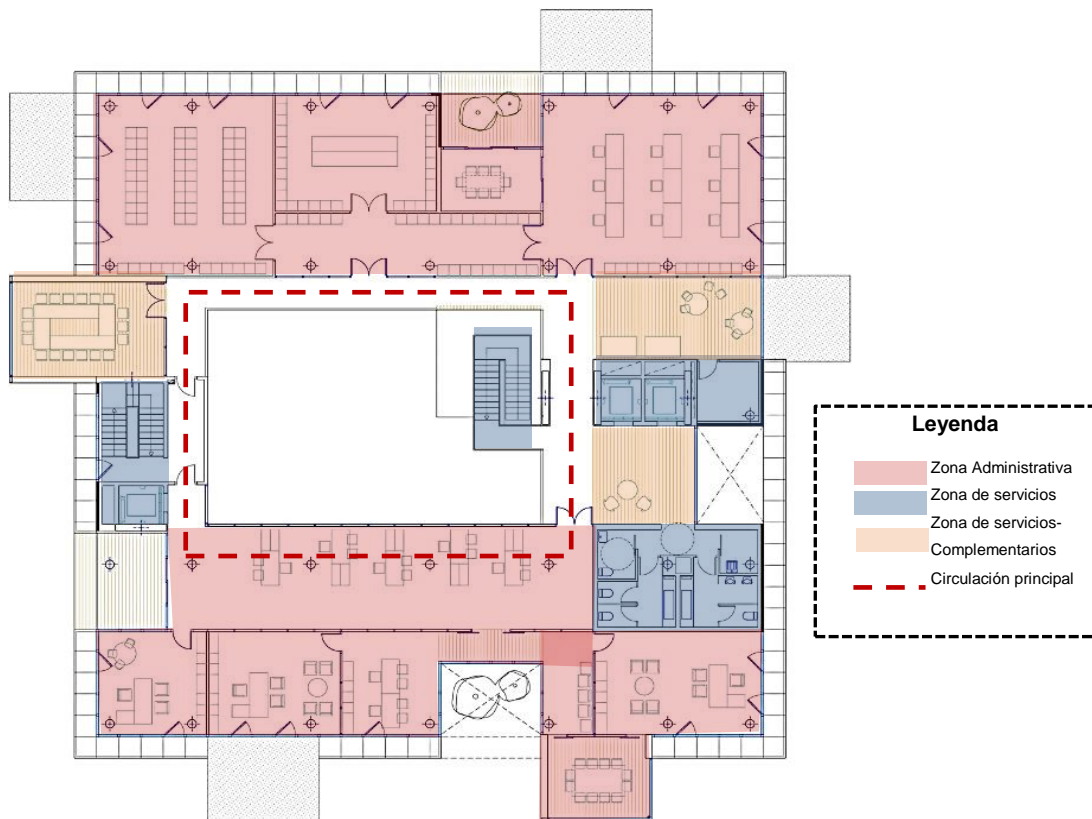 Leyenda
Zona Administrativa
Zona de servicios
Zona de servicios-
Complementarios
Circulación principal